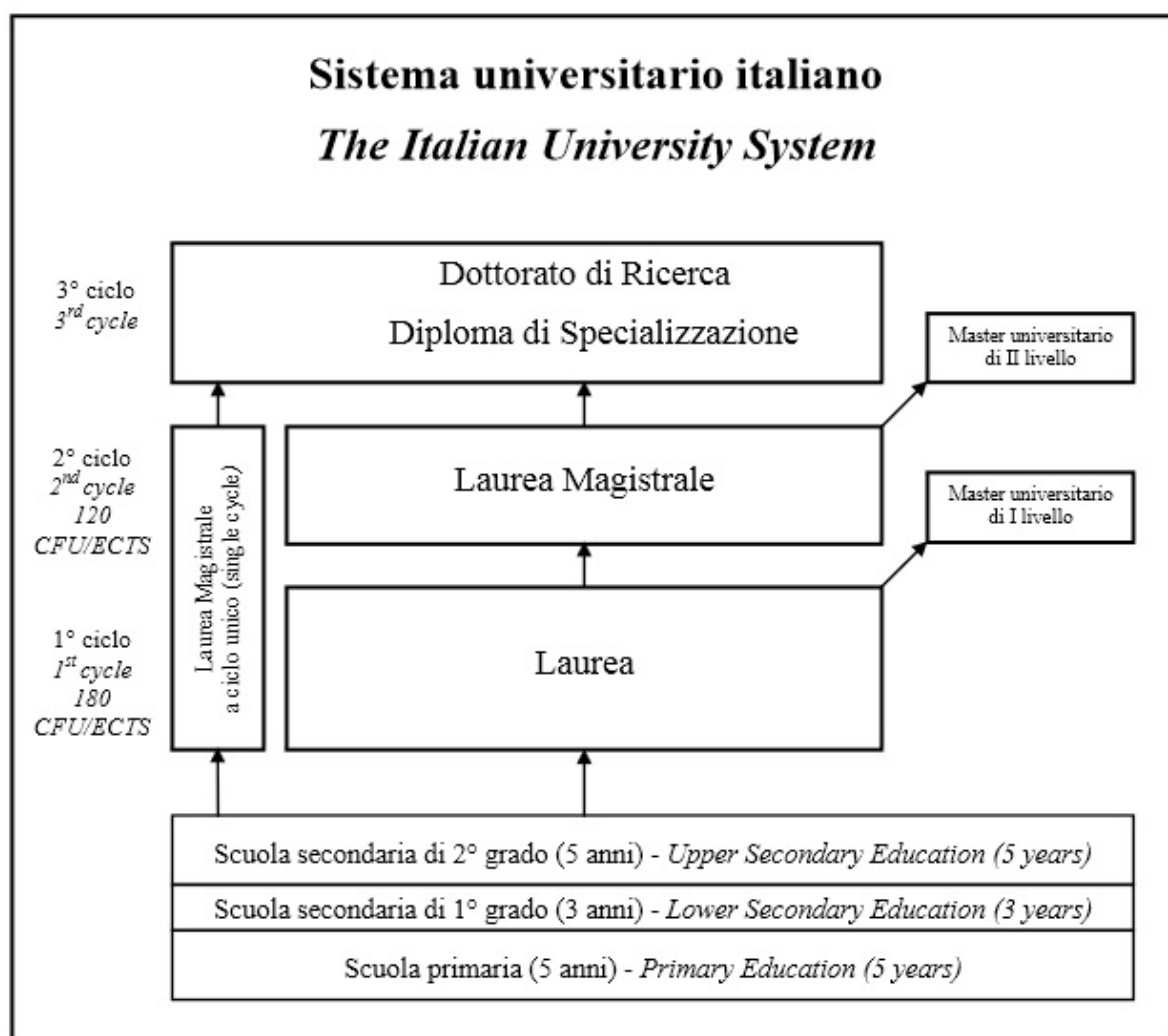 Sistema universitario italiano
The Italian University System
3° ciclo
3rd cycle
Dottorato di Ricerca
Diploma di Specializzazione
Master universitario
di II livello
2° ciclo
2nd cycle
120
CFU/ECTS
Laurea Magistrale
a ciclo unico (single cycle)
Laurea Magistrale
Master universitario
di I livello
1° ciclo
1st cycle
180
CFU/ECTS
Laurea
Scuola secondaria di 2° grado (5 anni) - Upper Secondary Education (5 years)
Scuola secondaria di 1° grado (3 anni) - Lower Secondary Education (3 years)
Scuola primaria (5 anni) - Primary Education (5 years)